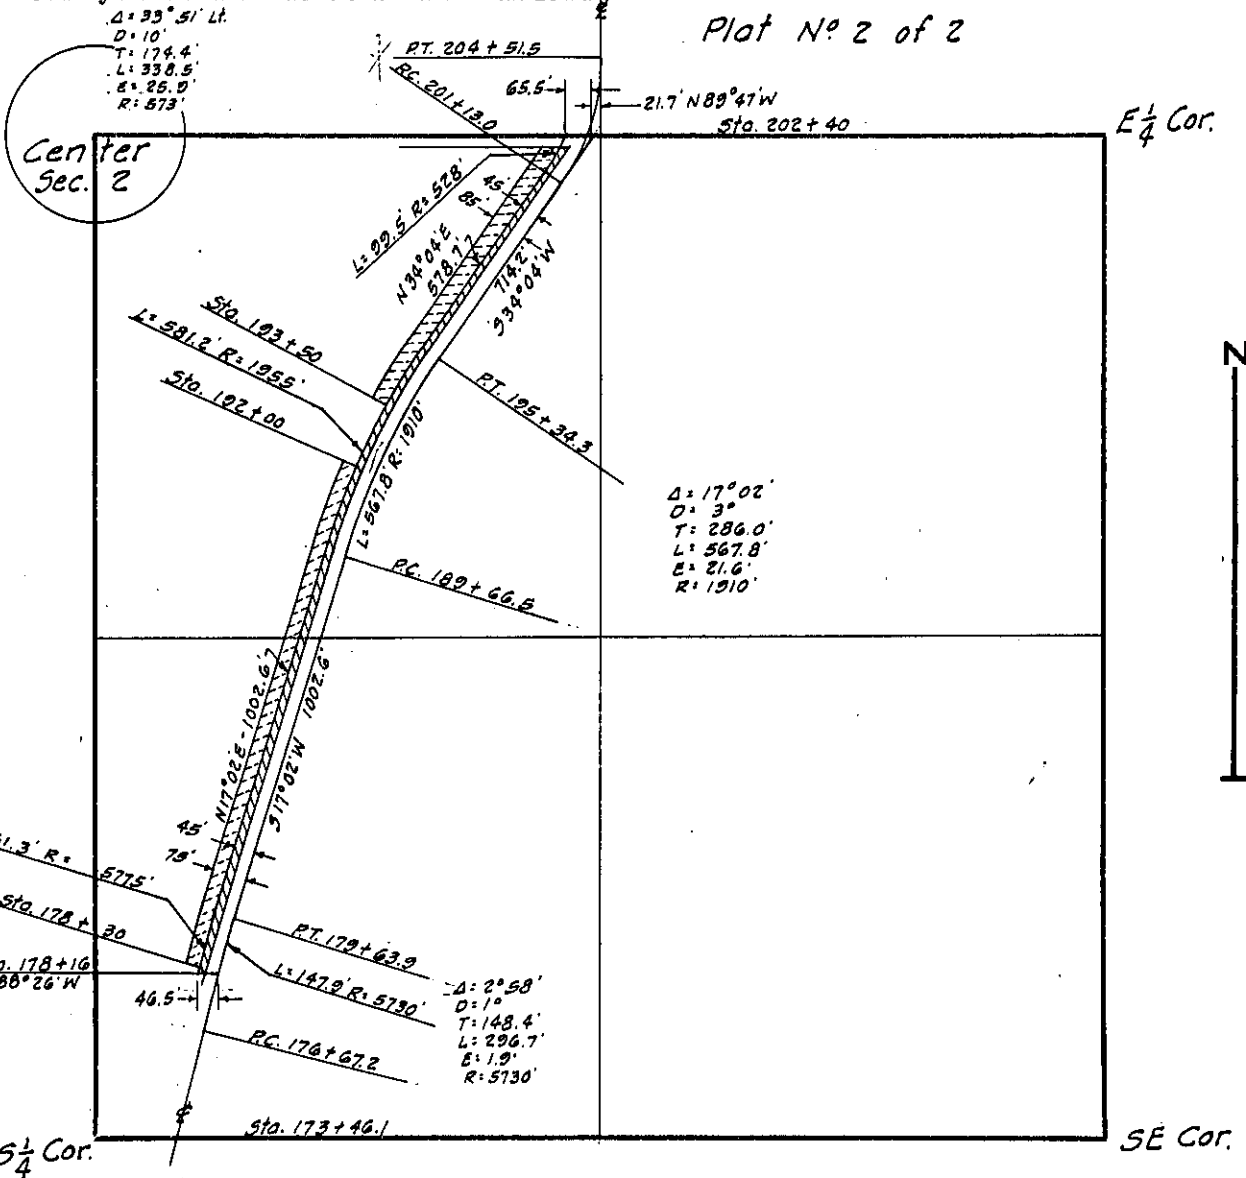 Plat Nº 2 of 2
Δ= 33° 51' Lt.
D= 10'
T= 174.4'
L= 338.5'
E= 25.0'
R= 573'
P.T. 204 + 51.5
P.C. 201+13.0
65.5'
21.7' N89°47'W
Sta. 202+40
E 1/4 Cor.
Center
Sec. 2
L= 99.5' R= 528'
45'
85'
N34°04'E
578.7'
714.2'
S34°04'W
Sta. 193+50
L= 581.2' R= 1955'
Sta. 192+00
P.T. 195+34.3
L= 567.8' R= 1910'
N
Δ= 17°02'
D= 3°
T= 286.0'
L= 567.8'
E= 21.6'
R= 1910'
P.C. 189+66.5
N17°02'E - 1002.6'
S17°02'W 1002.6'
45'
79'
1.3' R= 5775'
Sta. 178+30
178+16
88°26'W
46.5'
P.T. 179+63.9
L= 147.9' R= 5730'
Δ= 2°58'
D= 1°
T= 148.4'
L= 296.7'
E= 1.9'
R= 5730'
P.C. 176+67.2
Sta. 173+46.1
S 1/4 Cor.
SE Cor.